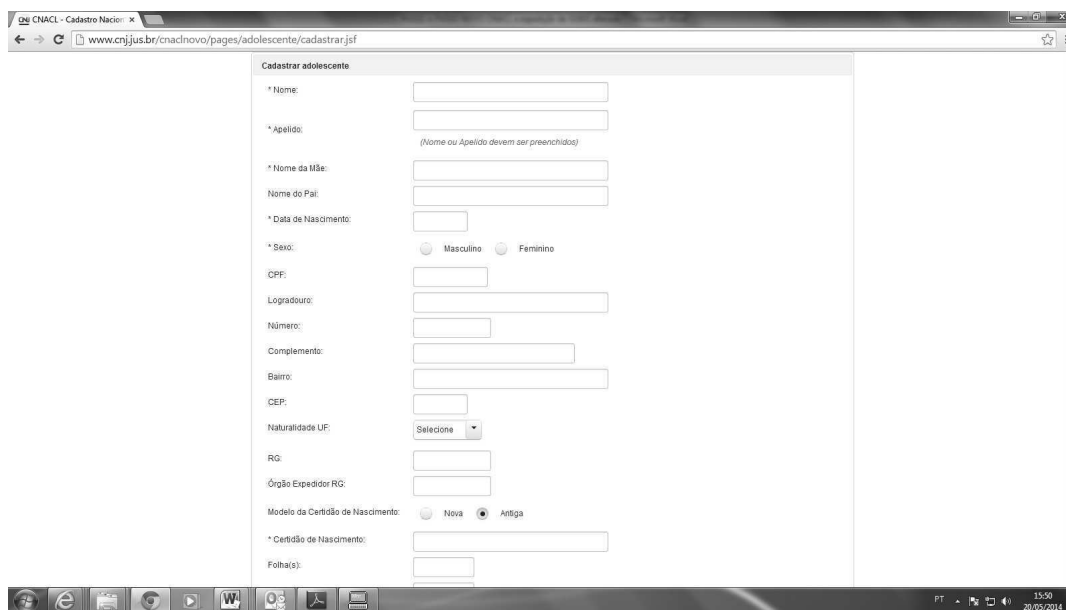 CNJ CNACL - Cadastro Nacion ×
www.cnj.jus.br/cnaclnovo/pages/adolescente/cadastrar.jsf
Cadastrar adolescente
* Nome:
* Apelido:
(Nome ou Apelido devem ser preenchidos)
* Nome da Mãe:
Nome do Pai:
* Data de Nascimento:
* Sexo: Masculino Feminino
CPF:
Logradouro:
Número:
Complemento:
Bairro:
CEP:
Naturalidade UF: Selecione
RG:
Órgão Expedidor RG:
Modelo da Certidão de Nascimento: Nova Antiga
* Certidão de Nascimento:
Folha(s):
PT 15:50
20/05/2014